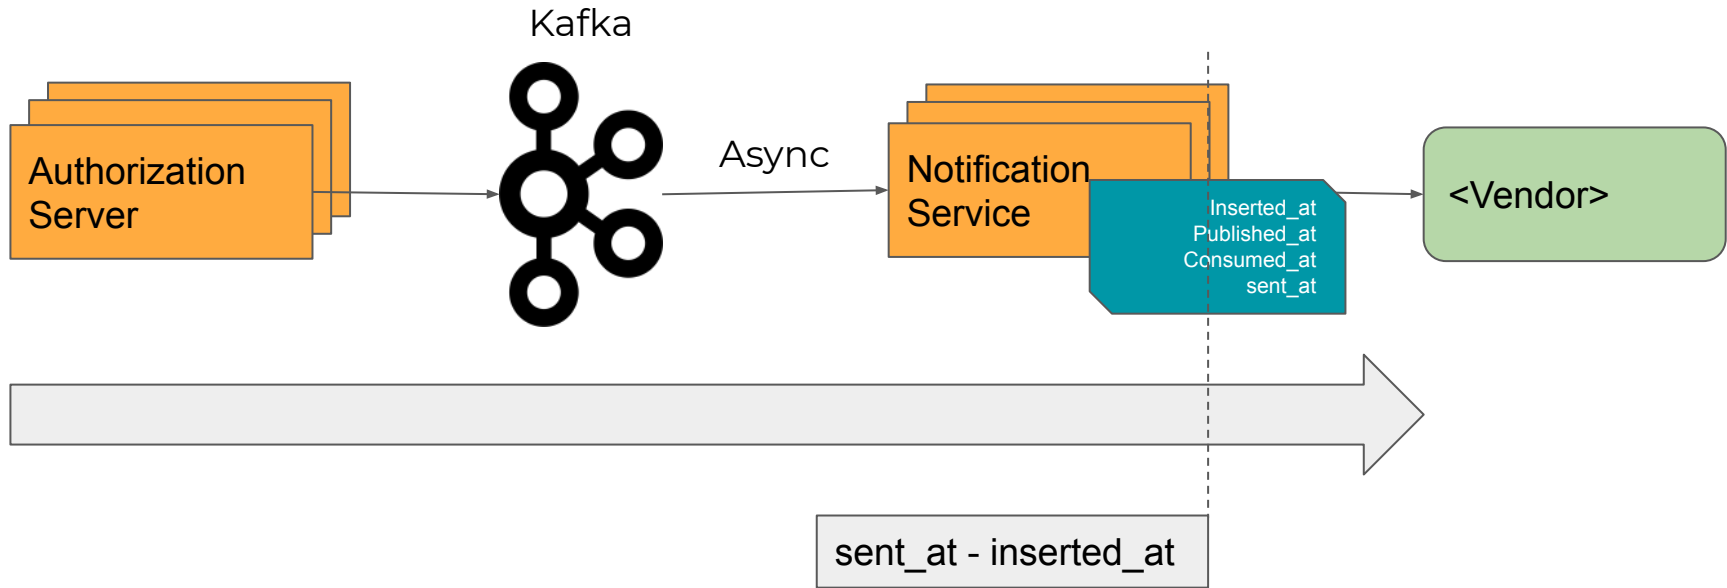 Kafka
Authorization
Server
Async
Notification
Service
Inserted_at
Published_at
Consumed_at
sent_at
<Vendor>
sent_at - inserted_at